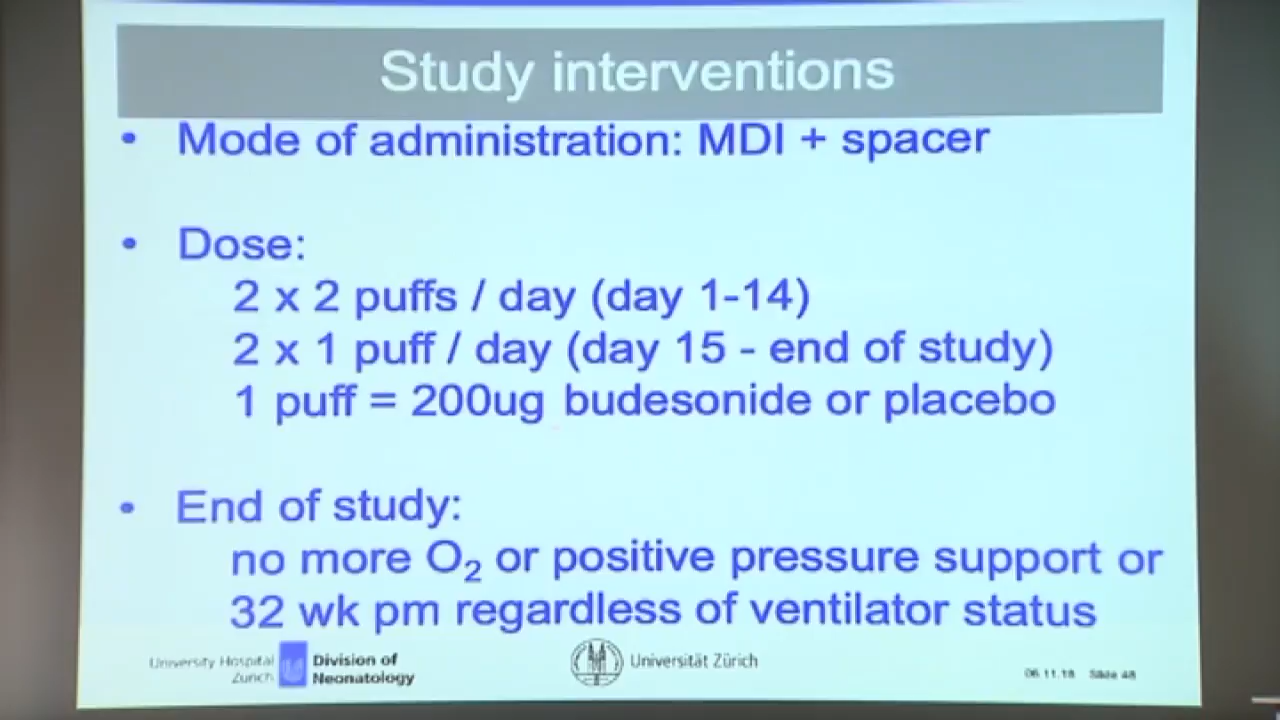 Study interventions
• Mode of administration: MDI + spacer
• Dose:
2 x 2 puffs / day (day 1-14)
2 x 1 puff / day (day 15 - end of study)
1 puff = 200ug budesonide or placebo
• End of study:
no more O₂ or positive pressure support or
32 wk pm regardless of ventilator status
University Hospital
Zurich
Division of
Neonatology
Universität Zürich
06.11.18 Slide 48